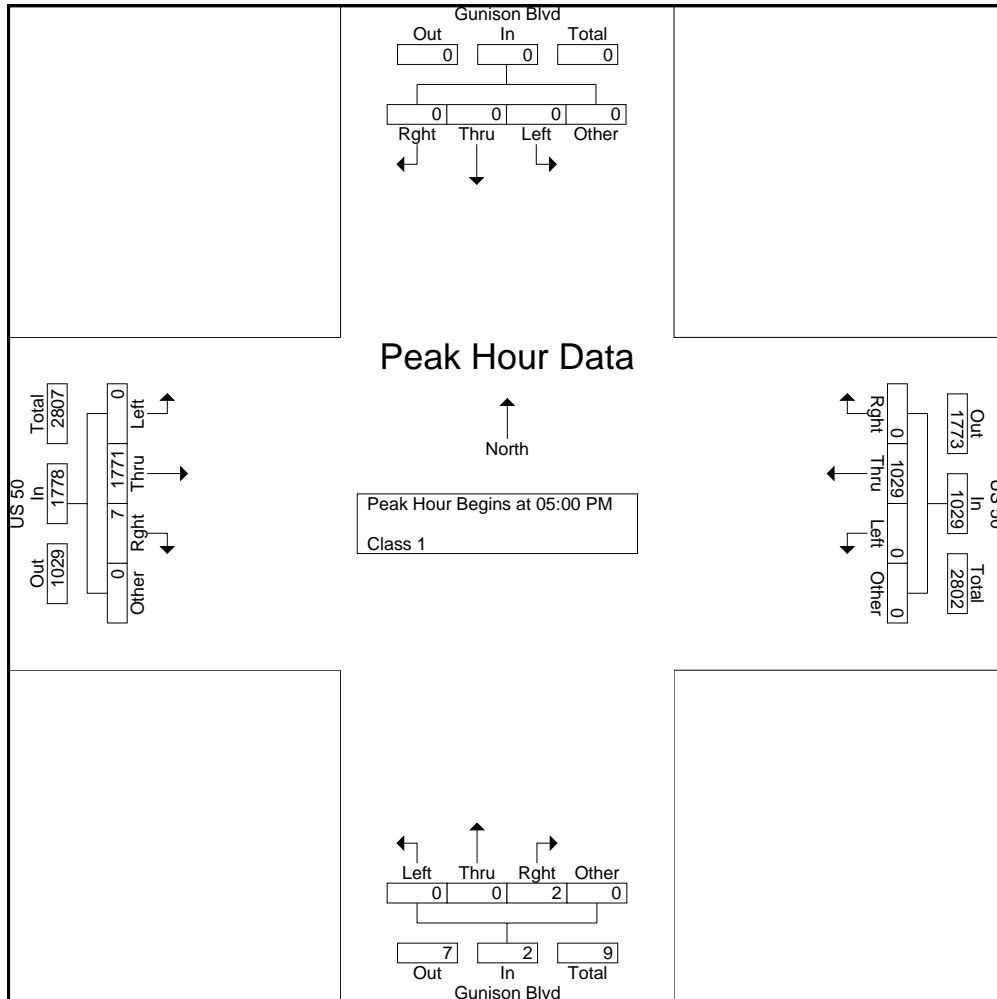 Gunison Blvd
Out In Total
0 0 0
0 0 0 0
Rght Thru Left Other
Peak Hour Data
North
Peak Hour Begins at 05:00 PM
Class 1
US 50
Out In Total
1029 1778 2807
Left Thru Rght Other
0 1771 7 0
US 50
Out In Total
1773 1029 2802
Rght Thru Left Other
0 1029 0 0
Left Thru Rght Other
0 0 2 0
7 2 9
Out In Total
Gunison Blvd